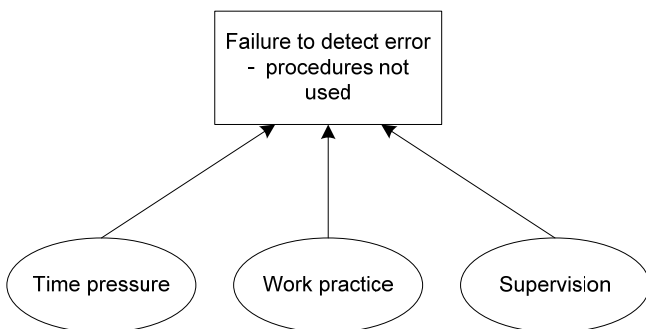 Failure to detect error
- procedures not
used
Time pressure
Work practice
Supervision